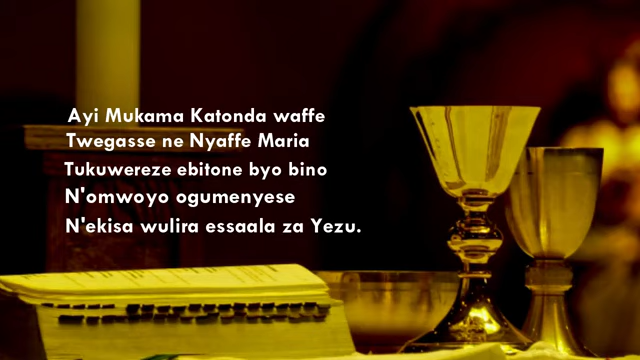 Ayi Mukama Katonda waffe
Twegasse ne Nyaffe Maria
Tukuwereze ebitone byo bino
N'omwoyo ogumenyese
N'ekisa wulira essaala za Yezu.